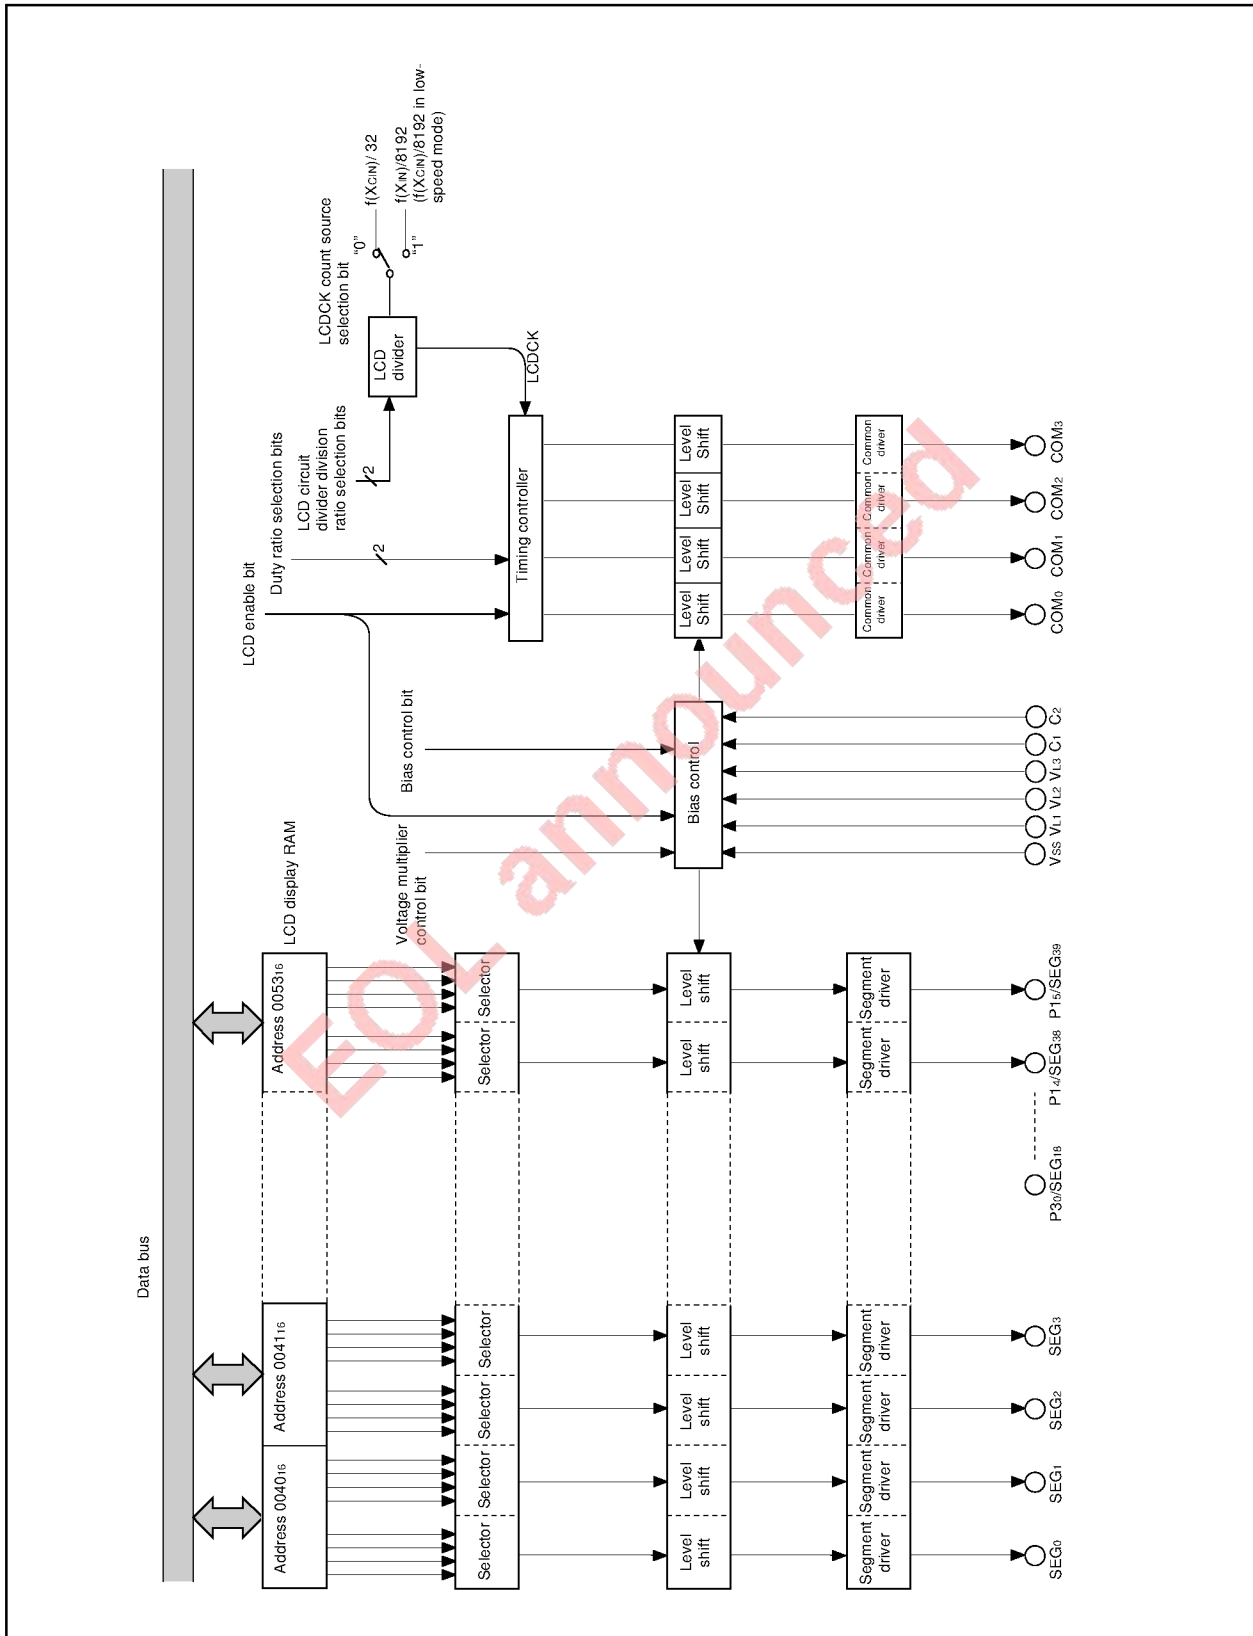 Data bus
Address 0040₁₆
Address 0041₁₆
Address 0053₁₆
LCD display RAM
Selector
Selector
Selector
Selector
Selector
Selector
Level
shift
Level
shift
Level
shift
Level
shift
Level
shift
Level
shift
Segment
driver
Segment
driver
Segment
driver
Segment
driver
Segment
driver
Segment
driver
SEG₀
SEG₁
SEG₂
SEG₃
P3₀/SEG₁₈
P1₄/SEG₃₈
P1₅/SEG₃₉
Voltage multiplier
control bit
Bias control bit
LCD enable bit
Duty ratio selection bits
LCD circuit
divider division
ratio selection bits
2
2
LCDCK count source
selection bit
"0"
"1"
f(XCIN)/ 32
f(XIN)/8192
(f(XCIN)/8192 in low-
speed mode)
LCD
divider
LCDCK
Timing controller
Bias control
Level
Shift
Level
Shift
Level
Shift
Level
Shift
Common
driver
Common
driver
Common
driver
Common
driver
VSS
VL1
VL2
VL3
C₁
C₂
COM₀
COM₁
COM₂
COM₃
EOL announced